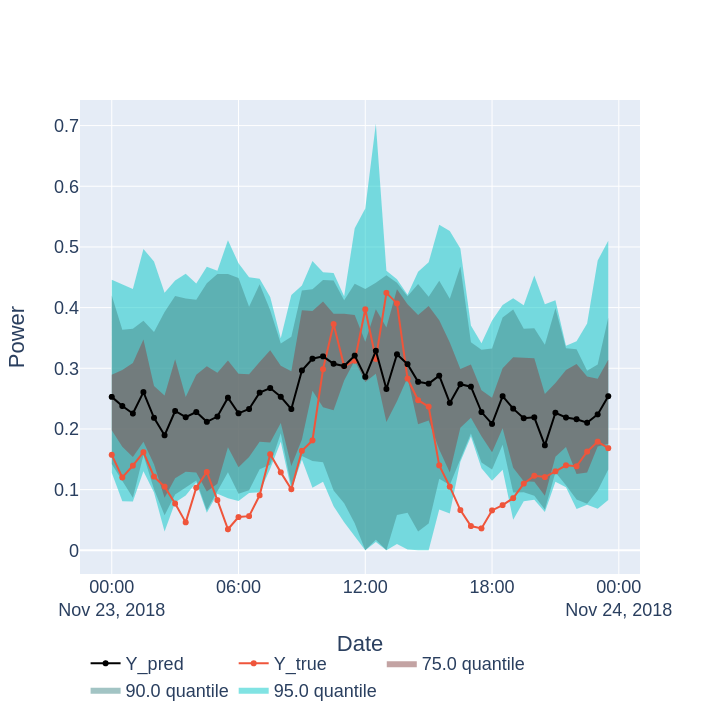 0.7
0.6
0.5
0.4
0.3
0.2
0.1
0
Power
00:00 06:00 12:00 18:00 00:00
Nov 23, 2018 Nov 24, 2018
Date
Y_pred Y_true 75.0 quantile
90.0 quantile 95.0 quantile